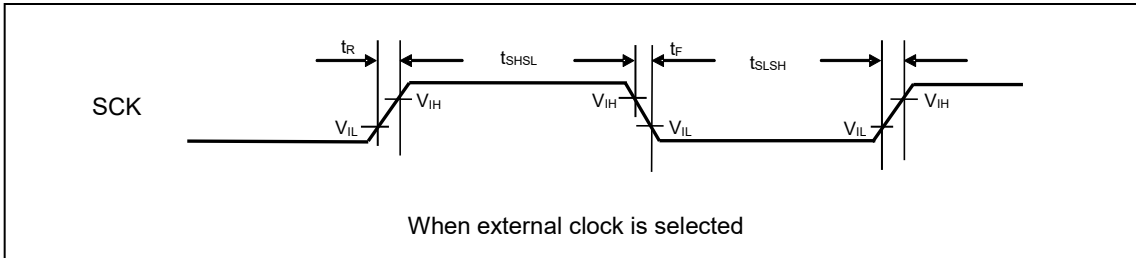 tR tSHSL tF tSLSH
SCK
VIH VIH VIH
VIL VIL VIL
When external clock is selected